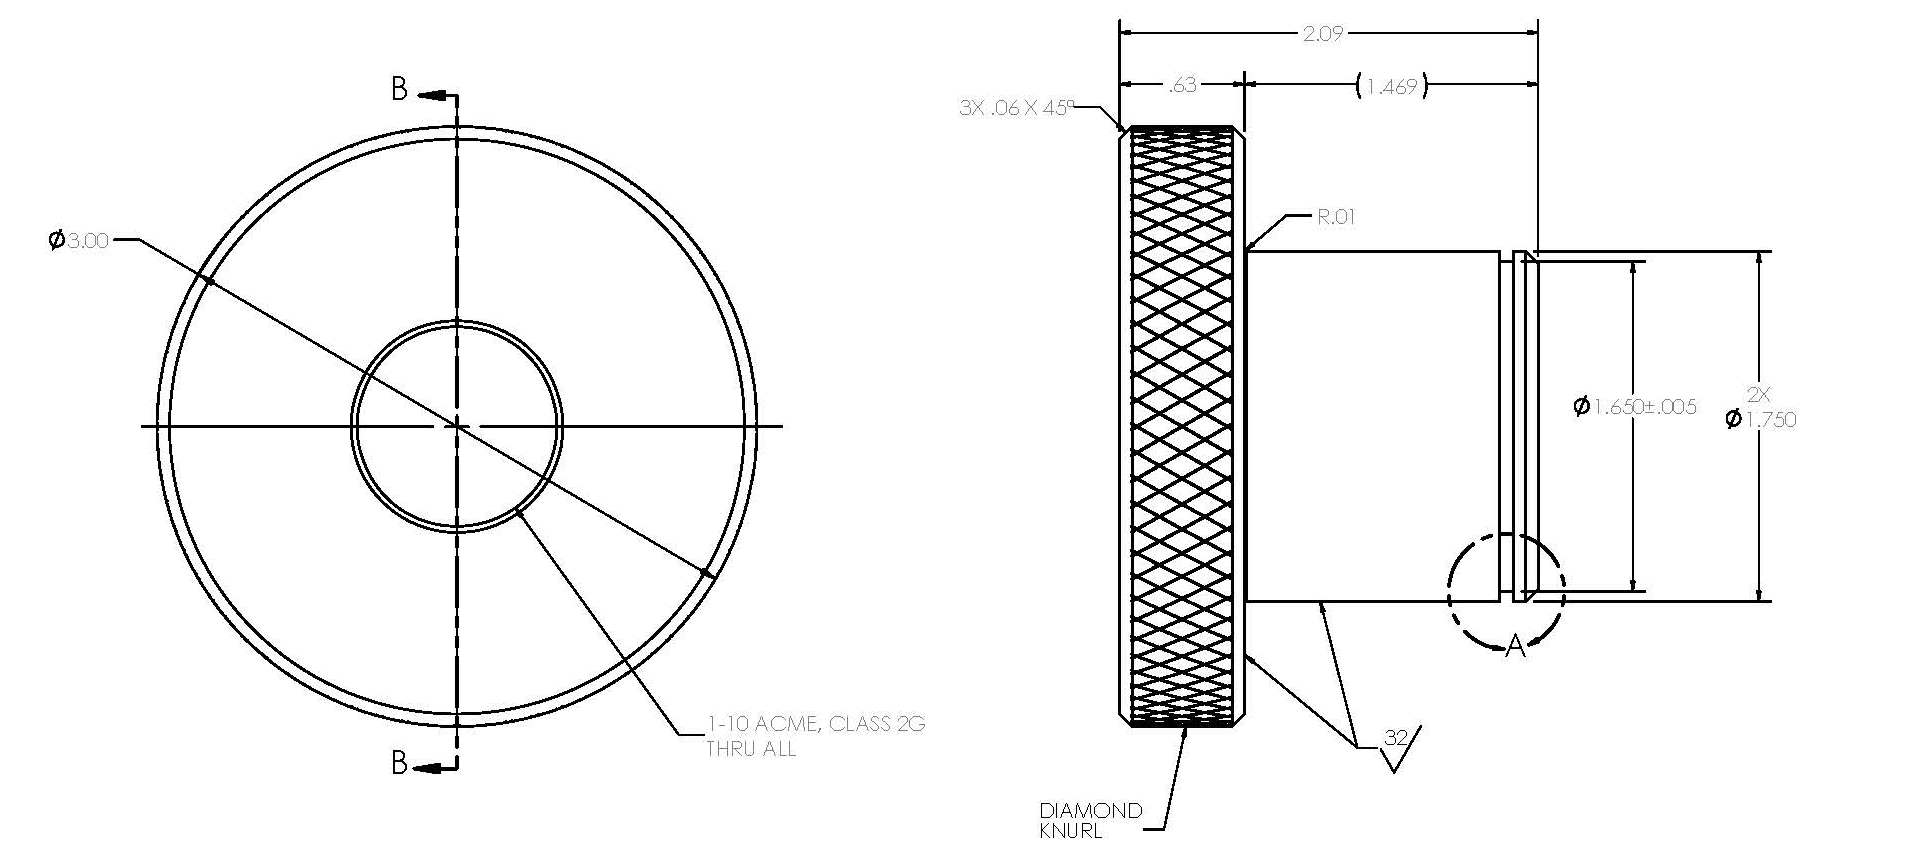 B
Ø3.00
1-10 ACME, CLASS 2G
THRU ALL
B
2.09
.63
(1.469)
3X .06 X 45°
R.01
Ø1.650±.005
2X
Ø1.750
A
32
DIAMOND
KNURL